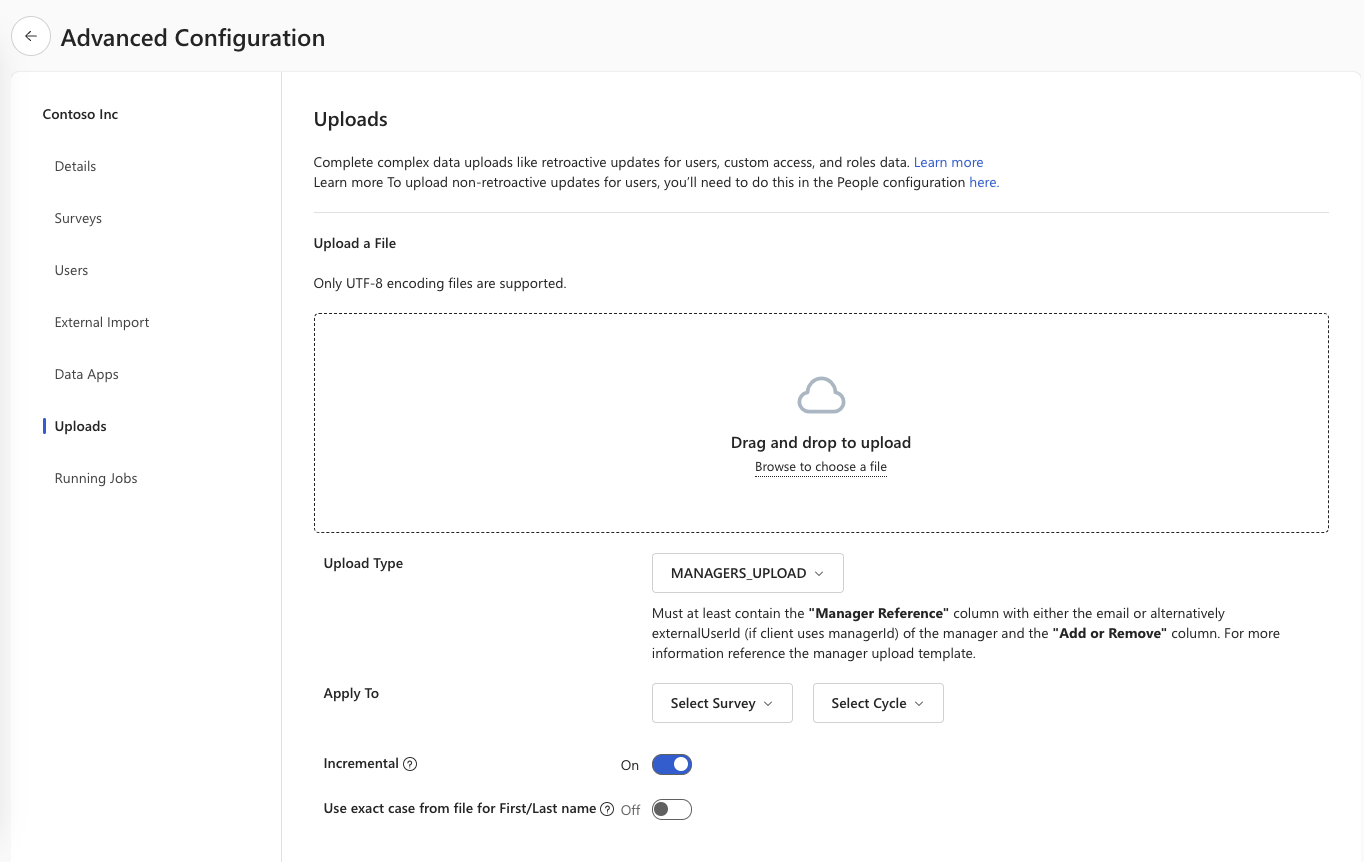 Advanced Configuration
Contoso Inc
Details
Surveys
Users
External Import
Data Apps
Uploads
Running Jobs
Uploads
Complete complex data uploads like retroactive updates for users, custom access, and roles data. Learn more
Learn more To upload non-retroactive updates for users, you'll need to do this in the People configuration here.
Upload a File
Only UTF-8 encoding files are supported.
Drag and drop to upload
Browse to choose a file
Upload Type
MANAGERS_UPLOAD
Must at least contain the "Manager Reference" column with either the email or alternatively
externalUserId (if client uses managerId) of the manager and the "Add or Remove" column. For more
information reference the manager upload template.
Apply To
Select Survey
Select Cycle
Incremental ? On
Use exact case from file for First/Last name ? Off